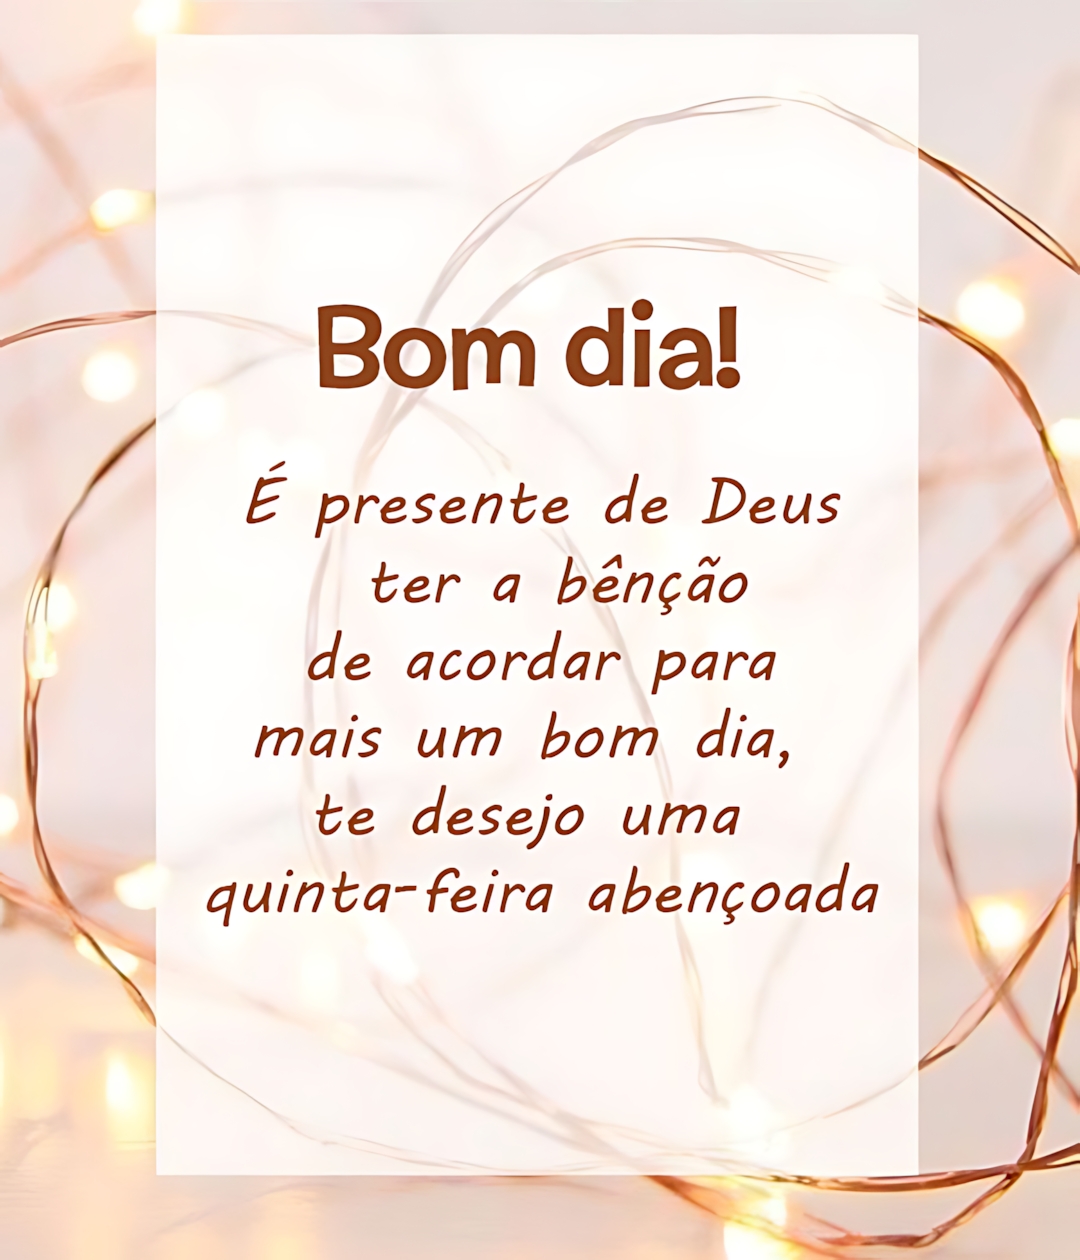 Bom dia!
É presente de Deus
ter a bênção
de acordar para
mais um bom dia,
te desejo uma
quinta-feira abençoada